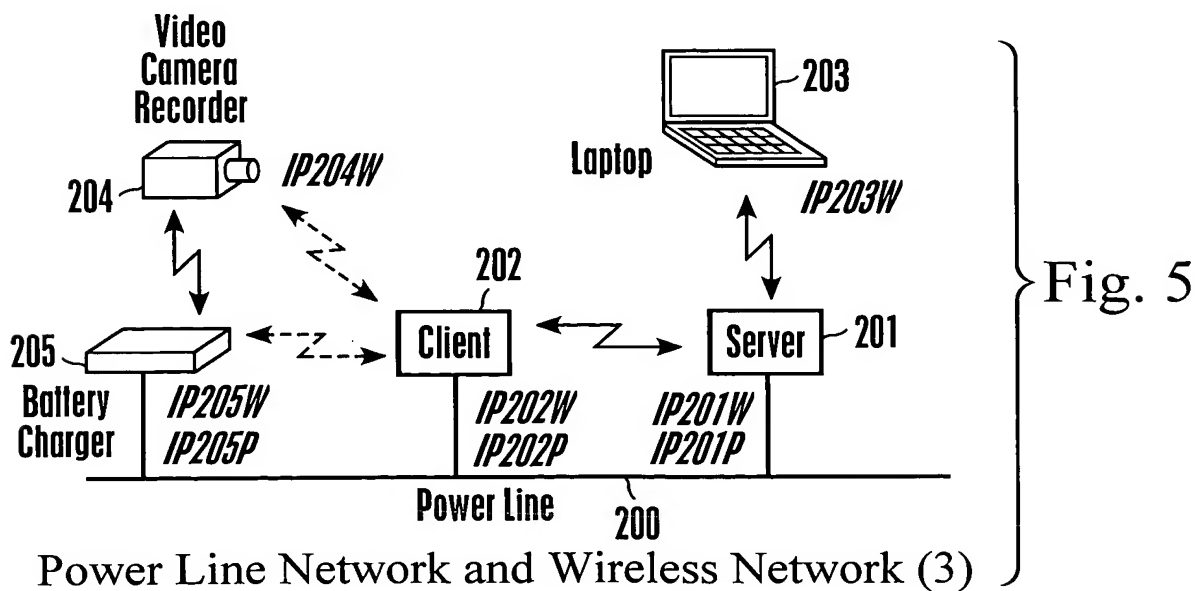 Video
Camera
Recorder
204
IP204W
203
Laptop
IP203W
202
Client
Server
201
205
Battery
Charger
IP205W
IP205P
IP202W
IP202P
IP201W
IP201P
Power Line
200
Fig. 5
Power Line Network and Wireless Network (3)